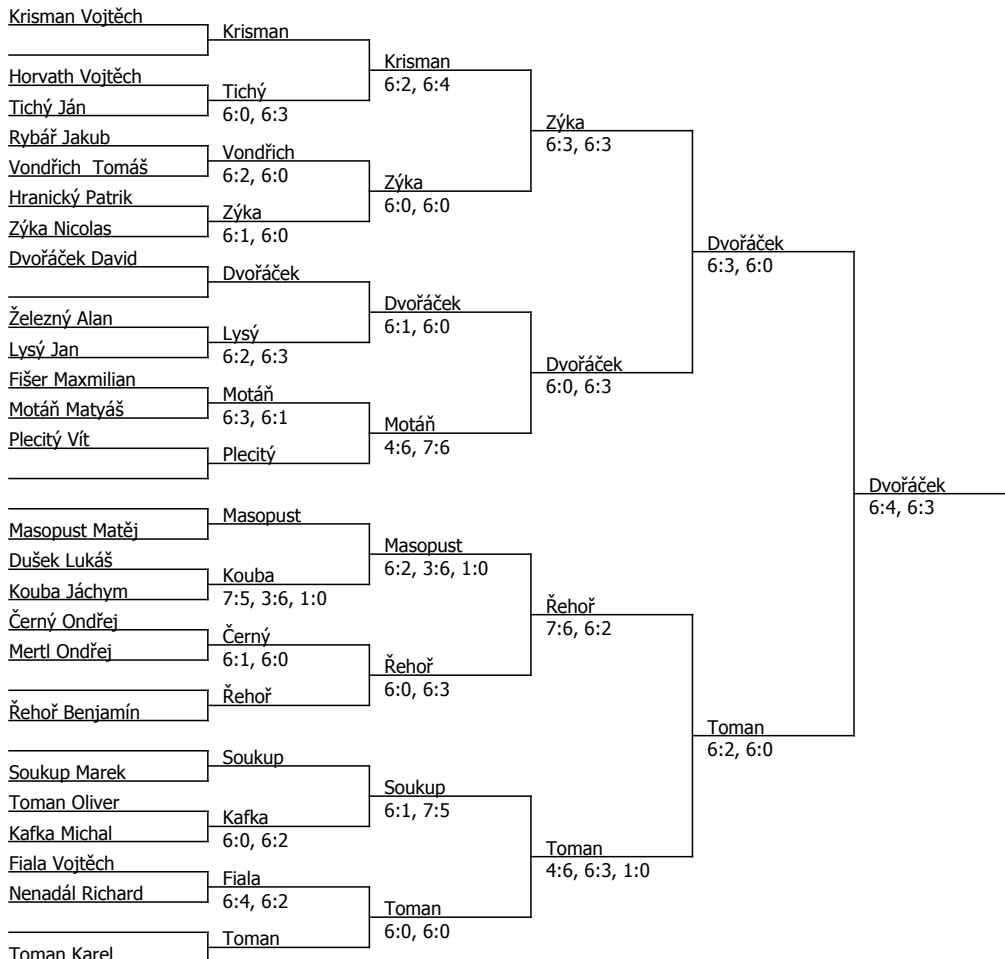 Krisman Vojtěch
Krisman
Krisman
6:2, 6:4
Horvath Vojtěch
Tichý Ján
Tichý
6:0, 6:3
Zýka
6:3, 6:3
Rybář Jakub
Vondřich Tomáš
Vondřich
6:2, 6:0
Zýka
6:0, 6:0
Hranický Patrik
Zýka Nicolas
Zýka
6:1, 6:0
Dvořáček
6:3, 6:0
Dvořáček David
Dvořáček
Dvořáček
6:1, 6:0
Železný Alan
Lysý Jan
Lysý
6:2, 6:3
Dvořáček
6:0, 6:3
Fišer Maxmilian
Motáň Matyáš
Motáň
6:3, 6:1
Motáň
4:6, 7:6
Plecitý Vít
Plecitý
Dvořáček
6:4, 6:3
Masopust Matěj
Masopust
Masopust
6:2, 3:6, 1:0
Dušek Lukáš
Kouba Jáchym
Kouba
7:5, 3:6, 1:0
Řehoř
7:6, 6:2
Černý Ondřej
Mertl Ondřej
Černý
6:1, 6:0
Řehoř
6:0, 6:3
Řehoř Benjamín
Řehoř
Toman
6:2, 6:0
Soukup Marek
Soukup
Soukup
6:1, 7:5
Toman Oliver
Kafka Michal
Kafka
6:0, 6:2
Toman
4:6, 6:3, 1:0
Fiala Vojtěch
Nenadál Richard
Fiala
6:4, 6:2
Toman
6:0, 6:0
Toman Karel
Toman